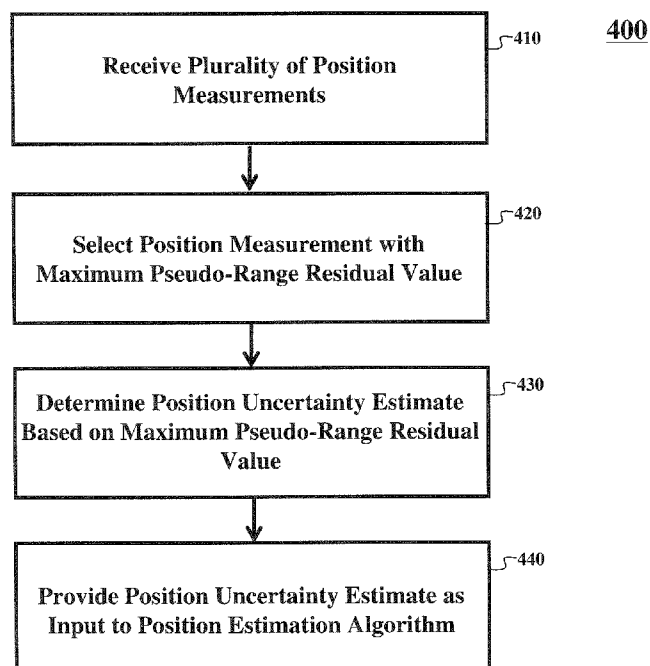 400
410
Receive Plurality of Position
Measurements
420
Select Position Measurement with
Maximum Pseudo-Range Residual Value
430
Determine Position Uncertainty Estimate
Based on Maximum Pseudo-Range Residual
Value
440
Provide Position Uncertainty Estimate as
Input to Position Estimation Algorithm